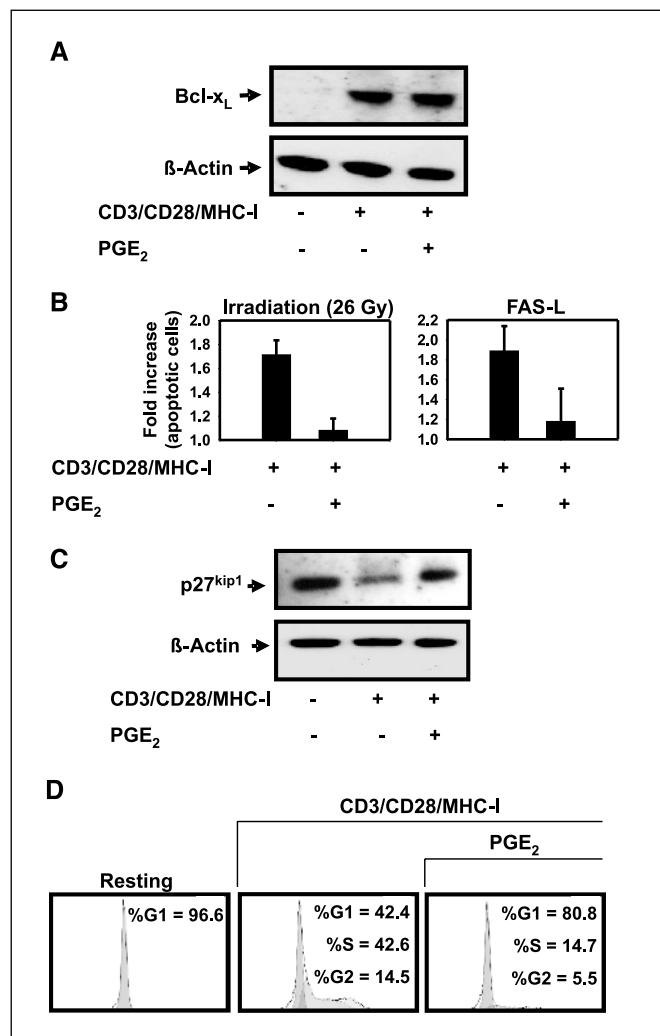 A
Bcl-xL
ß-Actin
CD3/CD28/MHC-I - + +
PGE2 - - +
B
Irradiation (26 Gy) FAS-L
Fold increase
(apoptotic cells)
2.0
1.8
1.6
1.4
1.2
1.0
2.2
2.0
1.8
1.6
1.4
1.2
1.0
CD3/CD28/MHC-I + + + +
PGE2 - + - +
C
p27kip1
ß-Actin
CD3/CD28/MHC-I - + +
PGE2 - - +
D
CD3/CD28/MHC-I
PGE2
Resting
%G1 = 96.6
%G1 = 42.4
%S = 42.6
%G2 = 14.5
%G1 = 80.8
%S = 14.7
%G2 = 5.5